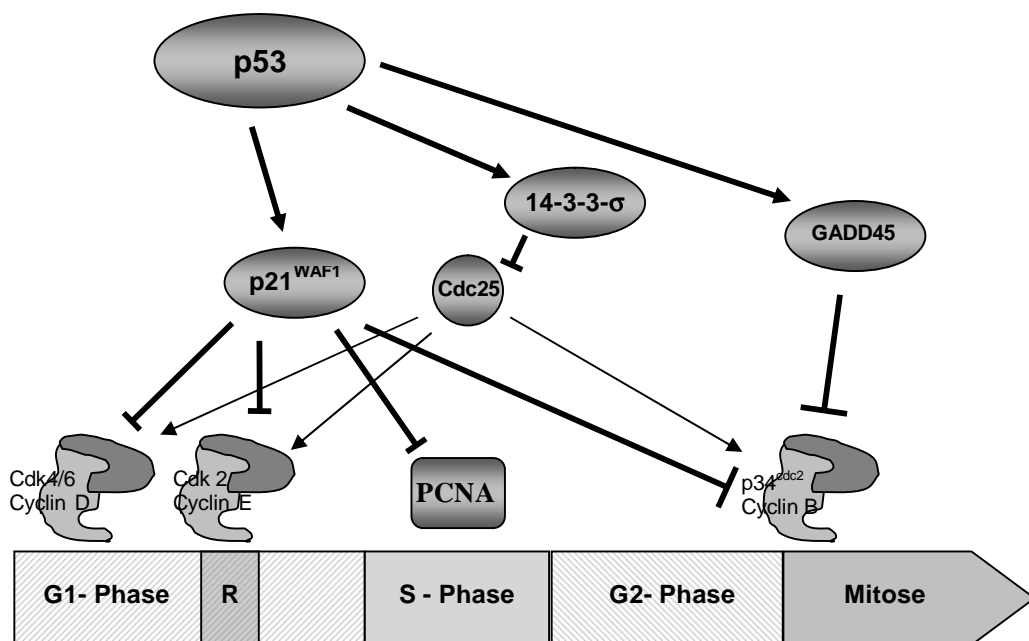 p53
14-3-3-σ
GADD45
p21WAF1
Cdc25
Cdk4/6
Cyclin D
Cdk 2
Cyclin E
PCNA
p34cdc2
Cyclin B
G1- Phase
R
S - Phase
G2- Phase
Mitose